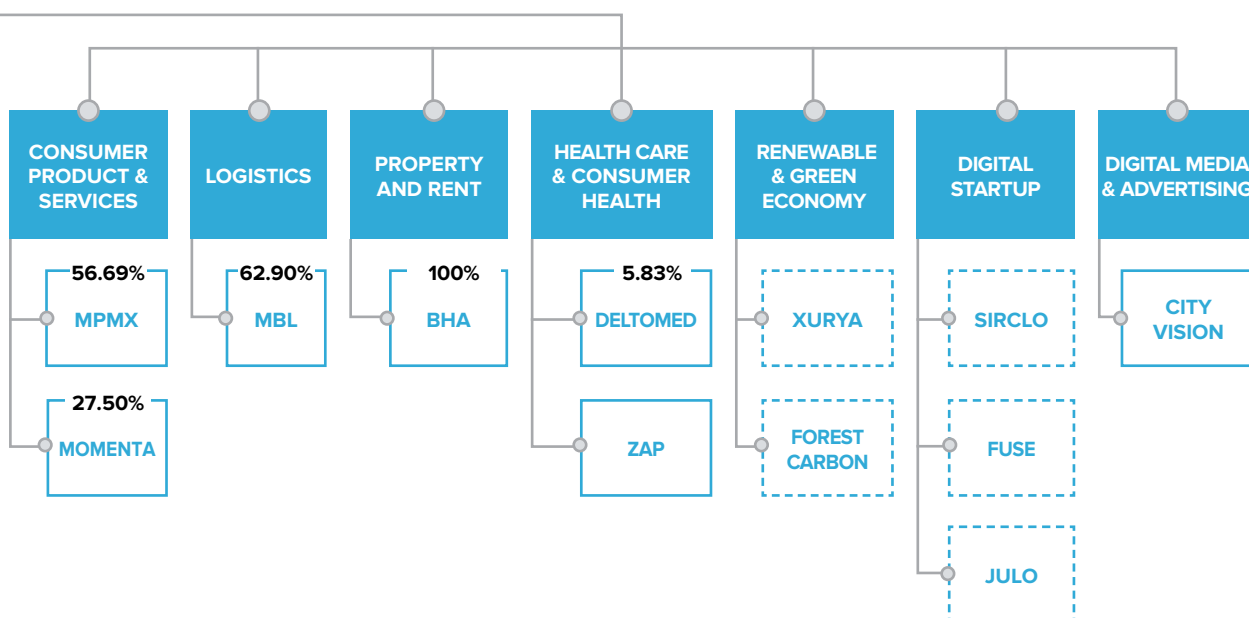 CONSUMER
PRODUCT &
SERVICES
LOGISTICS
PROPERTY
AND RENT
HEALTH CARE
& CONSUMER
HEALTH
RENEWABLE
& GREEN
ECONOMY
DIGITAL
STARTUP
DIGITAL MEDIA
& ADVERTISING
56.69%
MPMX
62.90%
MBL
100%
BHA
5.83%
DELTOMED
XURYA
SIRCLO
CITY
VISION
27.50%
MOMENTA
ZAP
FOREST
CARBON
FUSE
JULO